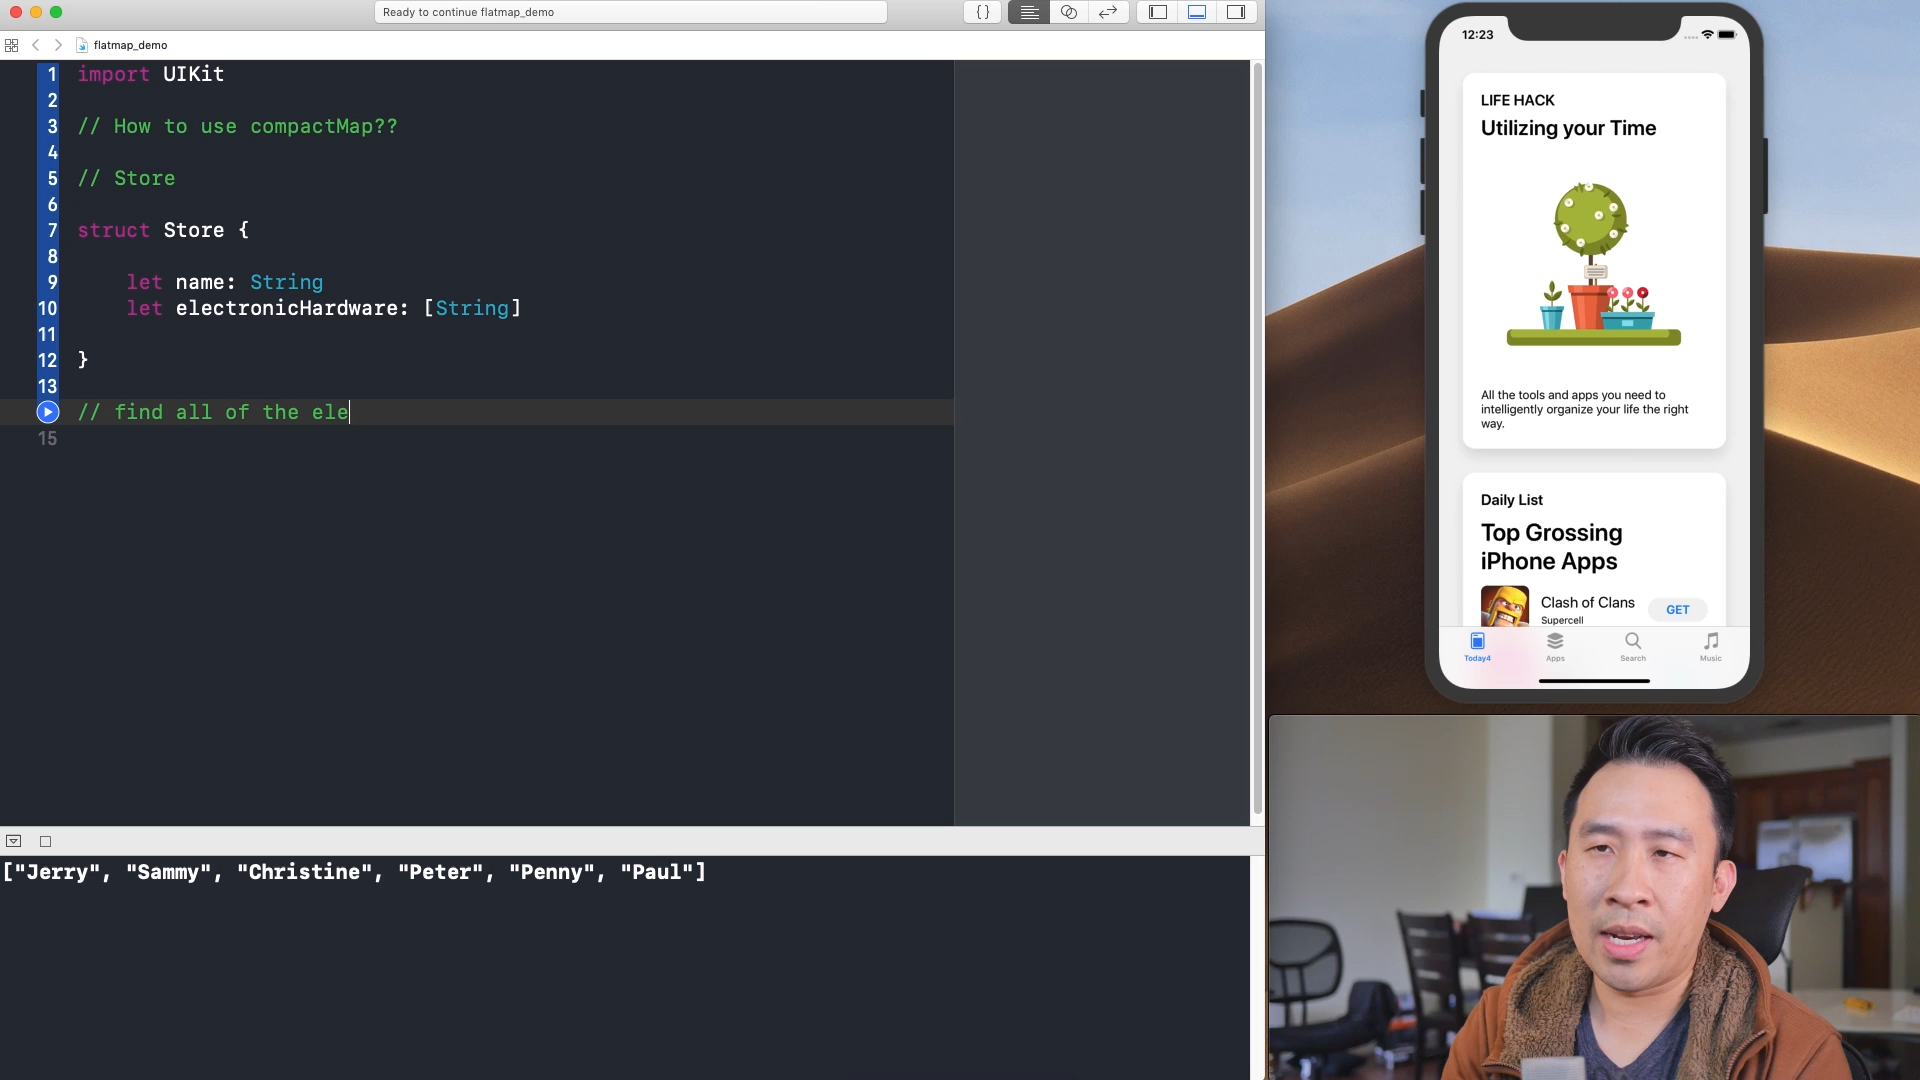 Ready to continue flatmap_demo
{}
flatmap_demo
1 import UIKit
2
3 // How to use compactMap??
4
5 // Store
6
7 struct Store {
8
9 let name: String
10 let electronicHardware: [String]
11
12 }
13
// find all of the ele
15
["Jerry", "Sammy", "Christine", "Peter", "Penny", "Paul"]
12:23
LIFE HACK
Utilizing your Time
All the tools and apps you need to
intelligently organize your life the right
way.
Daily List
Top Grossing
iPhone Apps
Clash of Clans
GET
Supercell
Today4 Apps Search Music